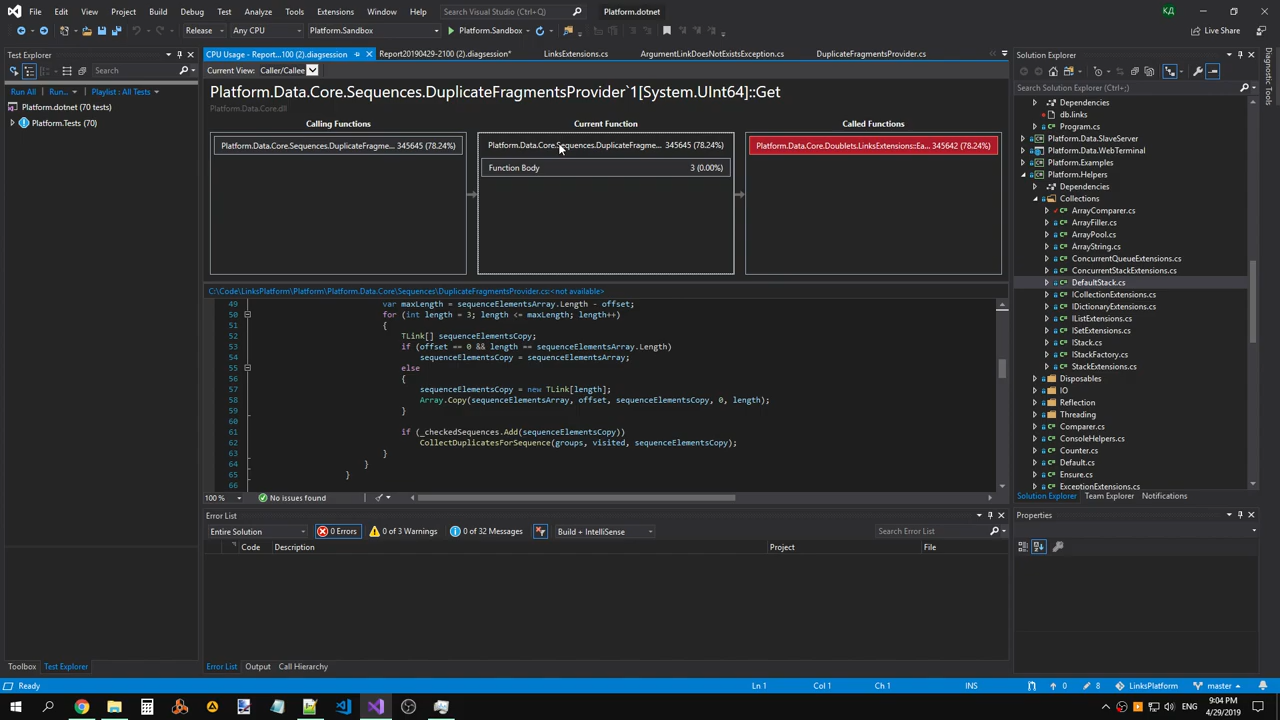 File Edit View Project Build Debug Team Test Analyze Tools Extensions Window Help Search Visual Studio Platform.dotnet КД
Release Any CPU Platform.Sandbox Platform.Sandbox Live Share
Test Explorer
Search
Run All Run... Playlist : All Tests
Platform.dotnet (70 tests)
Platform.Tests (70)
CPU Usage - Report...100 (2).diagsession Report20190429-2100 (2).diagsession* LinksExtensions.cs ArgumentLinkDoesNotExistsException.cs DuplicateFragmentsProvider.cs
Current View: Caller/Callee
Platform.Data.Core.Sequences.DuplicateFragmentsProvider`1[System.UInt64]::Get
Platform.Data.Core.dll
Calling Functions Current Function Called Functions
Platform.Data.Core.Sequences.DuplicateFragme... 345645 (78.24%)
Platform.Data.Core.Sequences.DuplicateFragme... 345645 (78.24%)
Function Body 3 (0.00%)
Platform.Data.Core.Doublets.LinksExtensions::Ea... 345642 (78.24%)
C:\Code\LinksPlatform\Platform\Platform.Data.Core\Sequences\DuplicateFragmentsProvider.cs:<not available>
49 var maxLength = sequenceElementsArray.Length - offset;
50 for (int length = 3; length <= maxLength; length++)
51 {
52 TLink[] sequenceElementsCopy;
53 if (offset == 0 && length == sequenceElementsArray.Length)
54 sequenceElementsCopy = sequenceElementsArray;
55 else
56 {
57 sequenceElementsCopy = new TLink[length];
58 Array.Copy(sequenceElementsArray, offset, sequenceElementsCopy, 0, length);
59 }
60
61 if (_checkedSequences.Add(sequenceElementsCopy))
62 CollectDuplicatesForSequence(groups, visited, sequenceElementsCopy);
63 }
64 }
65 }
66
100 % No issues found
Error List
Entire Solution 0 Errors 0 of 3 Warnings 0 of 32 Messages Build + IntelliSense Search Error List
Code Description Project File
Solution Explorer
Search Solution Explorer (Ctrl+;)
Dependencies
db.links
Program.cs
Platform.Data.SlaveServer
Platform.Data.WebTerminal
Platform.Examples
Platform.Helpers
Dependencies
Collections
ArrayComparer.cs
ArrayFiller.cs
ArrayPool.cs
ArrayString.cs
ConcurrentQueueExtensions.cs
ConcurrentStackExtensions.cs
DefaultStack.cs
ICollectionExtensions.cs
IDictionaryExtensions.cs
IListExtensions.cs
ISetExtensions.cs
IStack.cs
IStackFactory.cs
StackExtensions.cs
Disposables
IO
Reflection
Threading
Comparer.cs
ConsoleHelpers.cs
Counter.cs
Default.cs
Ensure.cs
ExceptionExtensions.cs
Solution Explorer Team Explorer Notifications
Properties
Diagnostic Tools
Toolbox Test Explorer Error List Output Call Hierarchy
Ready Ln 1 Col 1 Ch 1 INS 0 8 LinksPlatform master
ENG 9:04 PM
4/29/2019